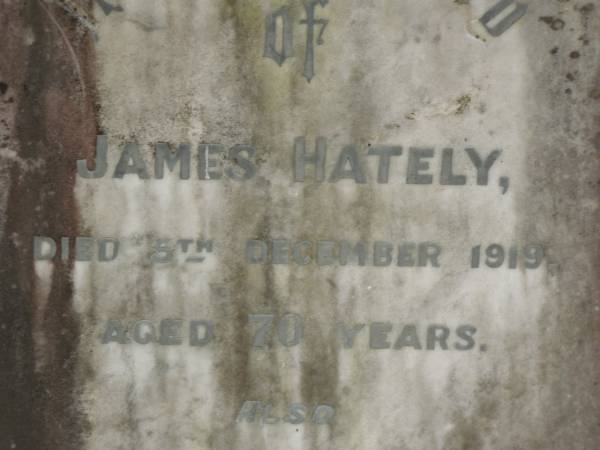 of
JAMES HATELY,
DIED 5TH DECEMBER 1919.
AGED 70 YEARS.
ALSO